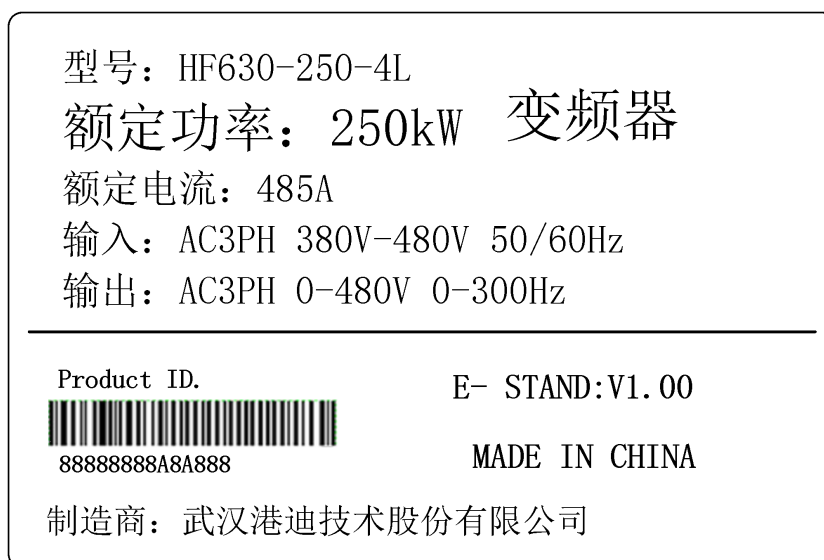 型号：HF630-250-4L
额定功率：250kW 变频器
额定电流：485A
输入：AC3PH 380V-480V 50/60Hz
输出：AC3PH 0-480V 0-300Hz
Product ID.
E- STAND:V1.00
88888888A8A888
MADE IN CHINA
制造商：武汉港迪技术股份有限公司